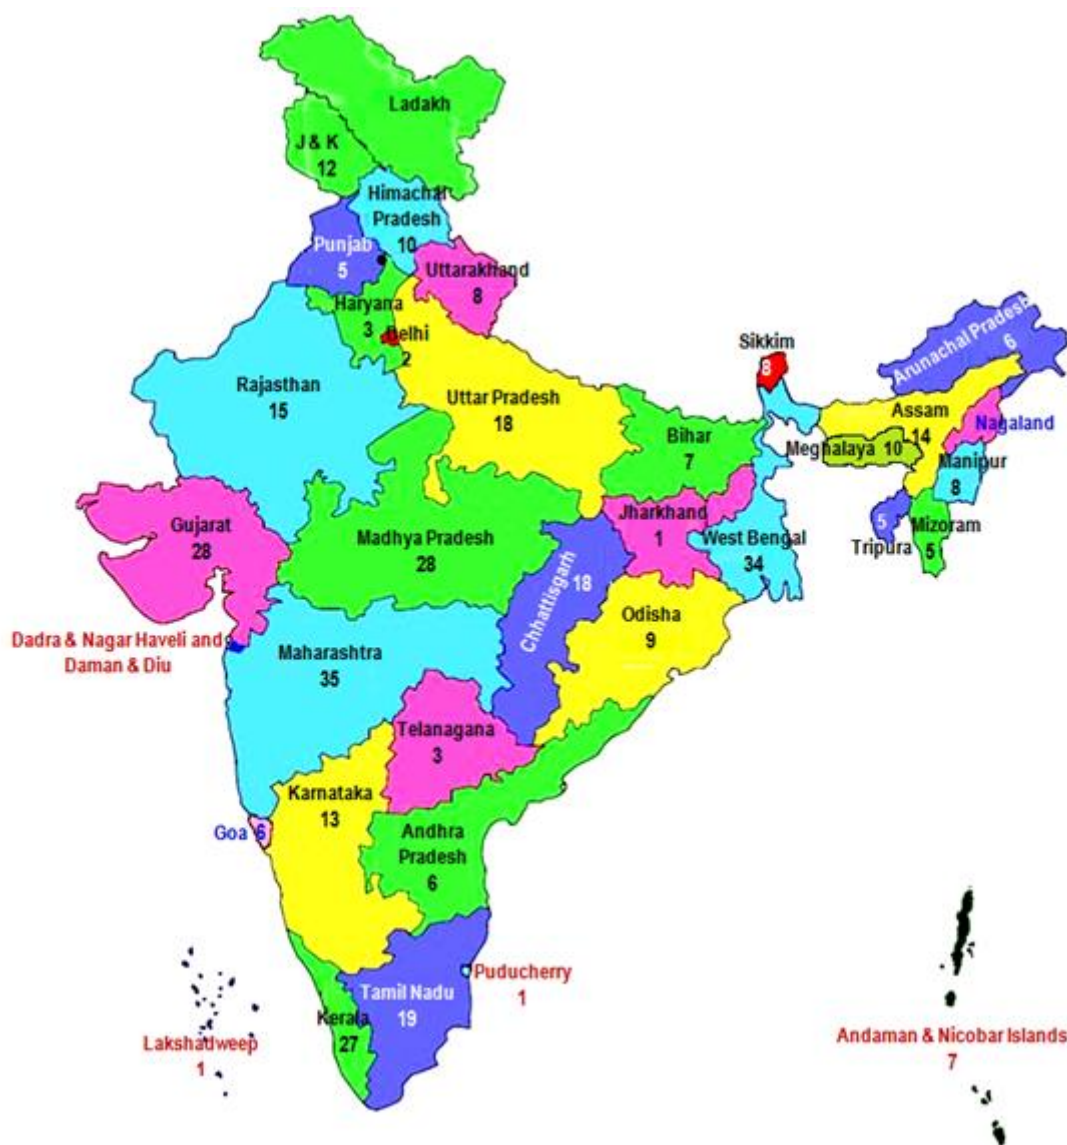 Ladakh
J & K
12
Himachal
Pradesh
10
Punjab
5
Uttarakhand
8
Haryana
3
Delhi
2
Rajasthan
15
Uttar Pradesh
18
Sikkim
8
Arunachal Pradesh
6
Assam
14
Nagaland
Bihar
7
Meghalaya 10
Manipur
8
Gujarat
28
Madhya Pradesh
28
Jharkhand
1
West Bengal
34
5
Tripura
Mizoram
5
Chhattisgarh 18
Odisha
9
Dadra & Nagar Haveli and
Daman & Diu
Maharashtra
35
Telanagana
3
Karnataka
13
Goa 6
Andhra
Pradesh
6
Puducherry
1
Tamil Nadu
19
Kerala
27
Lakshadweep
1
Andaman & Nicobar Islands
7